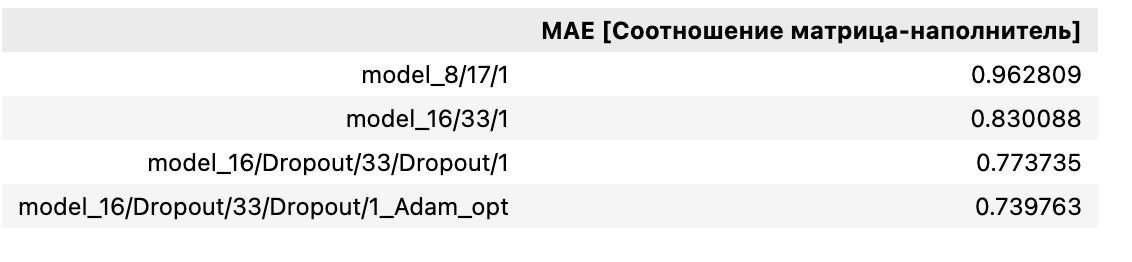 MAE [Соотношение матрица-наполнитель]
model_8/17/1 0.962809
model_16/33/1 0.830088
model_16/Dropout/33/Dropout/1 0.773735
model_16/Dropout/33/Dropout/1_Adam_opt 0.739763